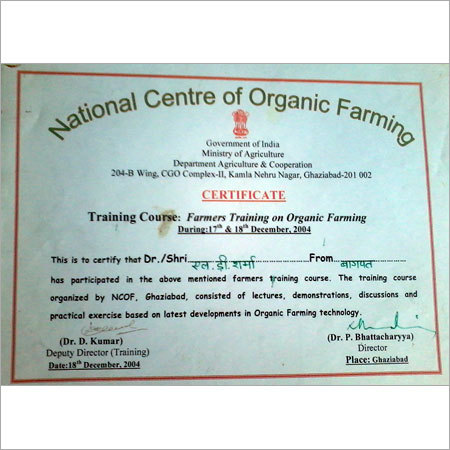 National Centre of Organic Farming
Government of India
Ministry of Agriculture
Department Agriculture & Cooperation
204-B Wing, CGO Complex-II, Kamla Nehru Nagar, Ghaziabad-201 002
CERTIFICATE
Training Course: Farmers Training on Organic Farming
During:17th & 18th December, 2004
This is to certify that Dr./Shri एल.डी.शर्मा From बागपत
has participated in the above mentioned farmers training course. The training course
organized by NCOF, Ghaziabad, consisted of lectures, demonstrations, discussions and
practical exercise based on latest developments in Organic Farming technology.
(Dr. D. Kumar)
Deputy Director (Training)
Date:18th December, 2004
(Dr. P. Bhattacharyya)
Director
Place: Ghaziabad